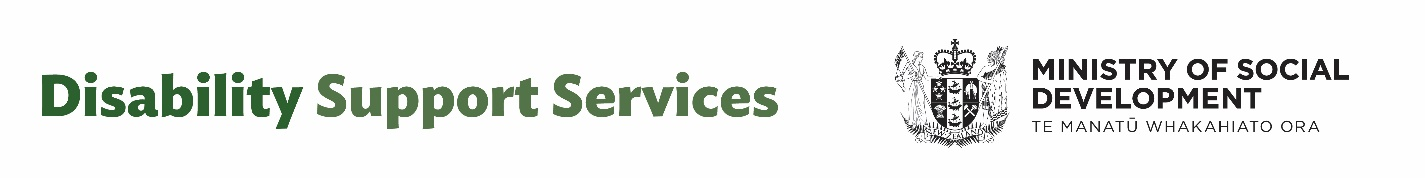 Disability Support Services
MINISTRY OF SOCIAL
DEVELOPMENT
TE MANATŪ WHAKAHIATO ORA